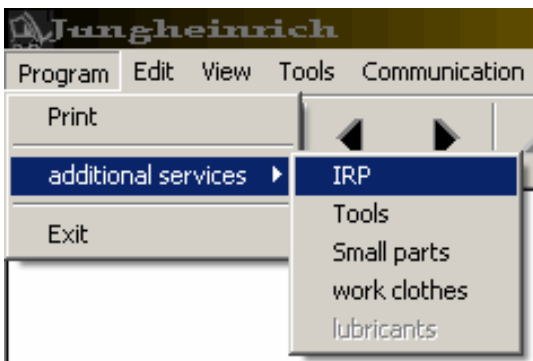 Jungheinrich
Program Edit View Tools Communication
Print
additional services
Exit
IRP
Tools
Small parts
work clothes
lubricants